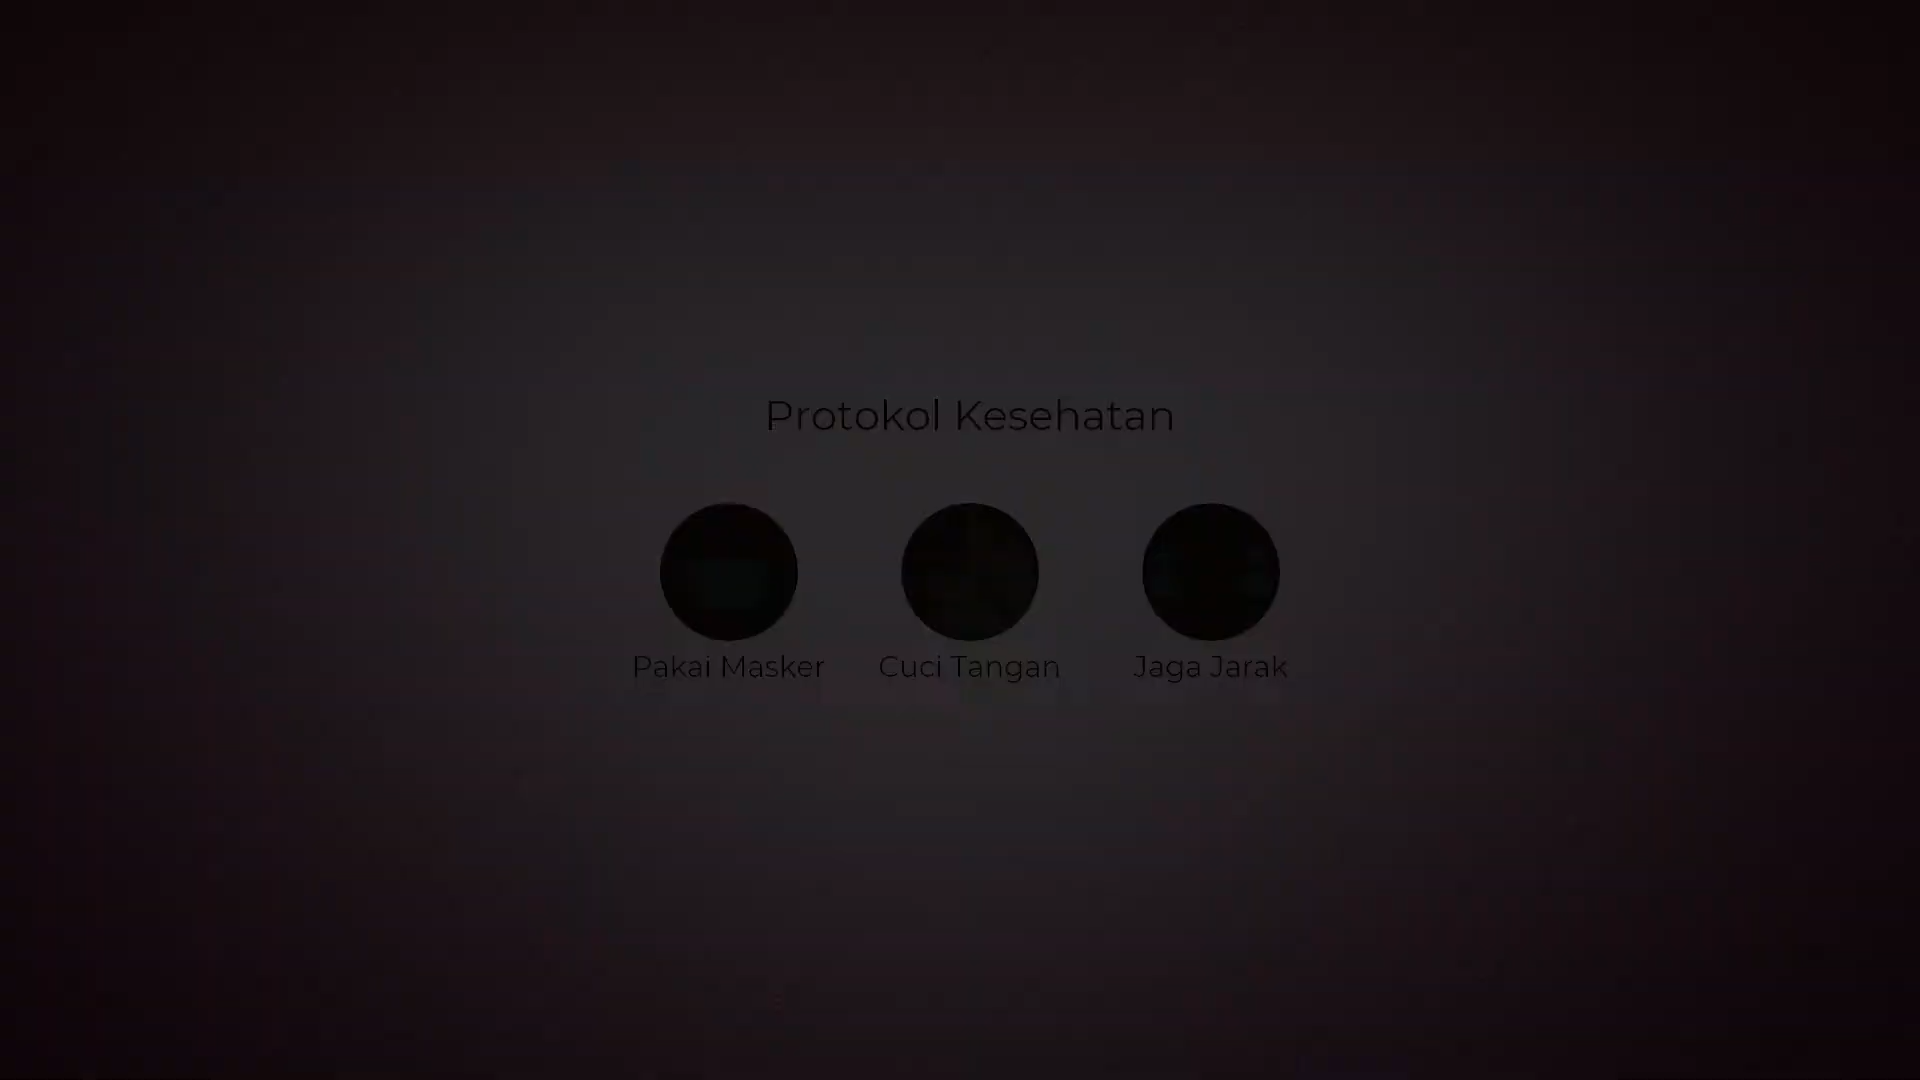 Protokol Kesehatan
Pakai Masker
Cuci Tangan
Jaga Jarak